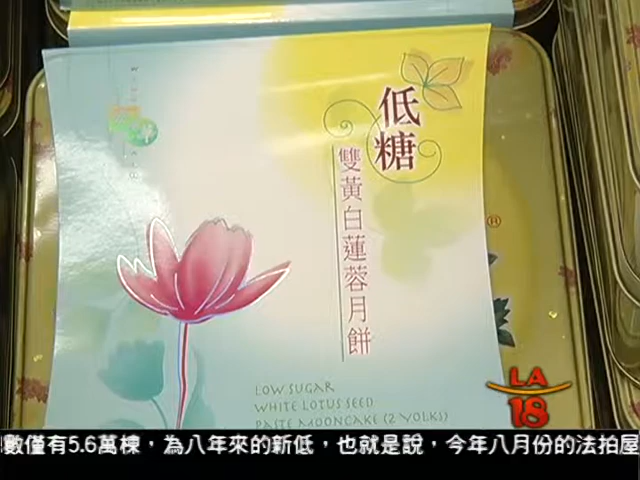 低糖
雙黃白蓮蓉月餅
®
LOW SUGAR
WHITE LOTUS SEED
PASTE MOONCAKE (2 YOLKS)
LA
18
數僅有5.6萬棟，為八年來的新低，也就是說，今年八月份的法拍屋